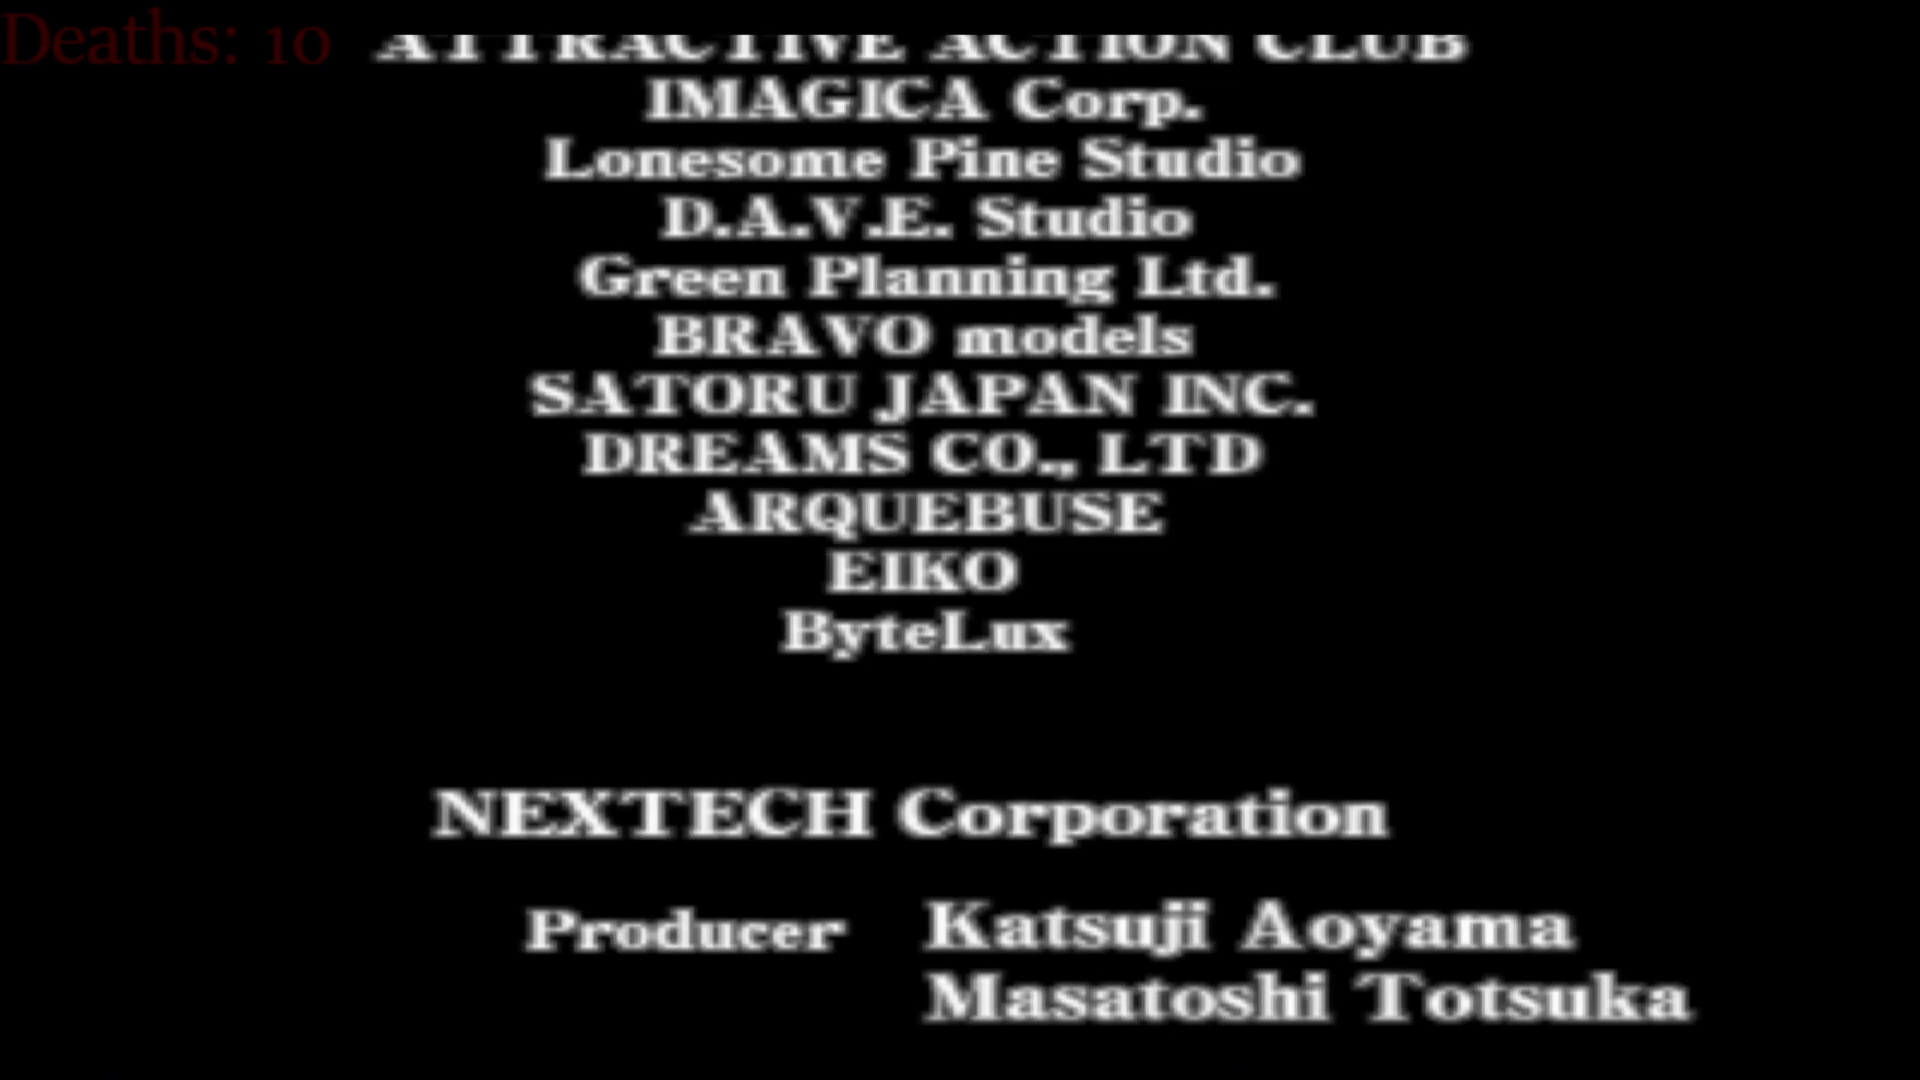 Deaths: 10
ATTRACTIVE ACTION CLUB
IMAGICA Corp.
Lonesome Pine Studio
D.A.V.E. Studio
Green Planning Ltd.
BRAVO models
SATORU JAPAN INC.
DREAMS CO., LTD
ARQUEBUSE
EIKO
ByteLux
NEXTECH Corporation
Producer Katsuji Aoyama
Masatoshi Totsuka